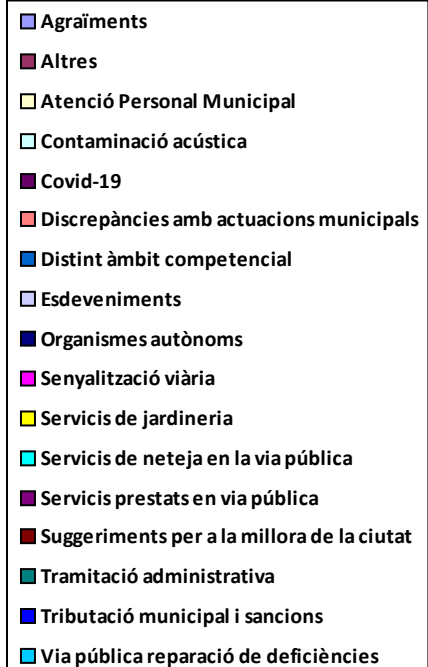 Agraïments
Altres
Atenció Personal Municipal
Contaminació acústica
Covid-19
Discrepàncies amb actuacions municipals
Distint àmbit competencial
Esdeveniments
Organismes autònoms
Senyalització viària
Servicis de jardineria
Servicis de neteja en la via pública
Servicis prestats en via pública
Suggeriments per a la millora de la ciutat
Tramitació administrativa
Tributació municipal i sancions
Via pública reparació de deficiències